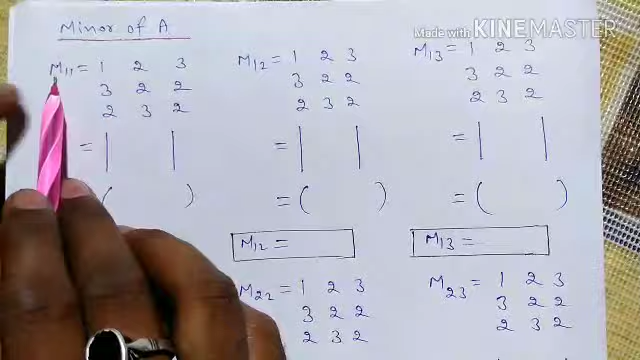 Made with KINEMASTER
Minor of A
M11 = 1 2 3
3 2 2
2 3 2
= | |
( )
M12 = 1 2 3
3 2 2
2 3 2
= | |
= ( )
M12 =
M13 = 1 2 3
3 2 2
2 3 2
= | |
= ( )
M13 =
M22 = 1 2 3
3 2 2
2 3 2
M23 = 1 2 3
3 2 2
2 3 2